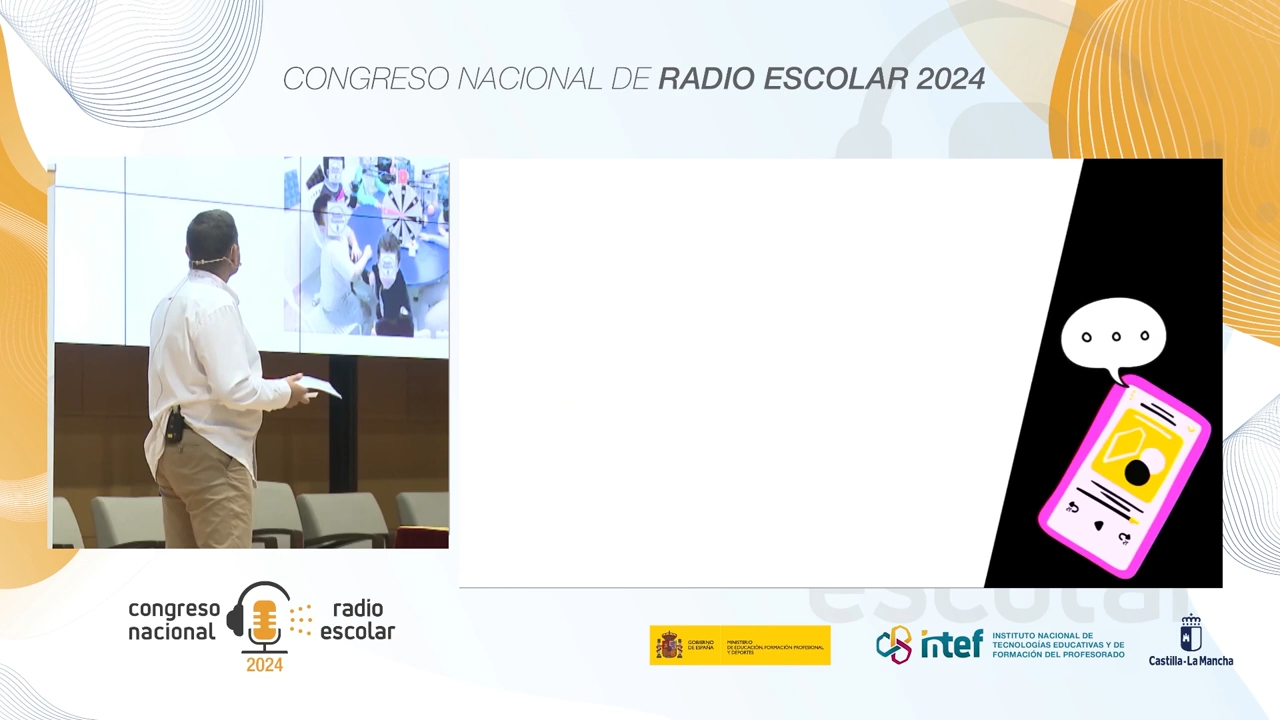 CONGRESO NACIONAL DE RADIO ESCOLAR 2024
congreso
nacional
radio
escolar
2024
GOBIERNO
DE ESPAÑA
MINISTERIO
DE EDUCACIÓN, FORMACIÓN PROFESIONAL
Y DEPORTES
intef
INSTITUTO NACIONAL DE
TECNOLOGÍAS EDUCATIVAS Y DE
FORMACIÓN DEL PROFESORADO
Castilla-La Mancha
escolar